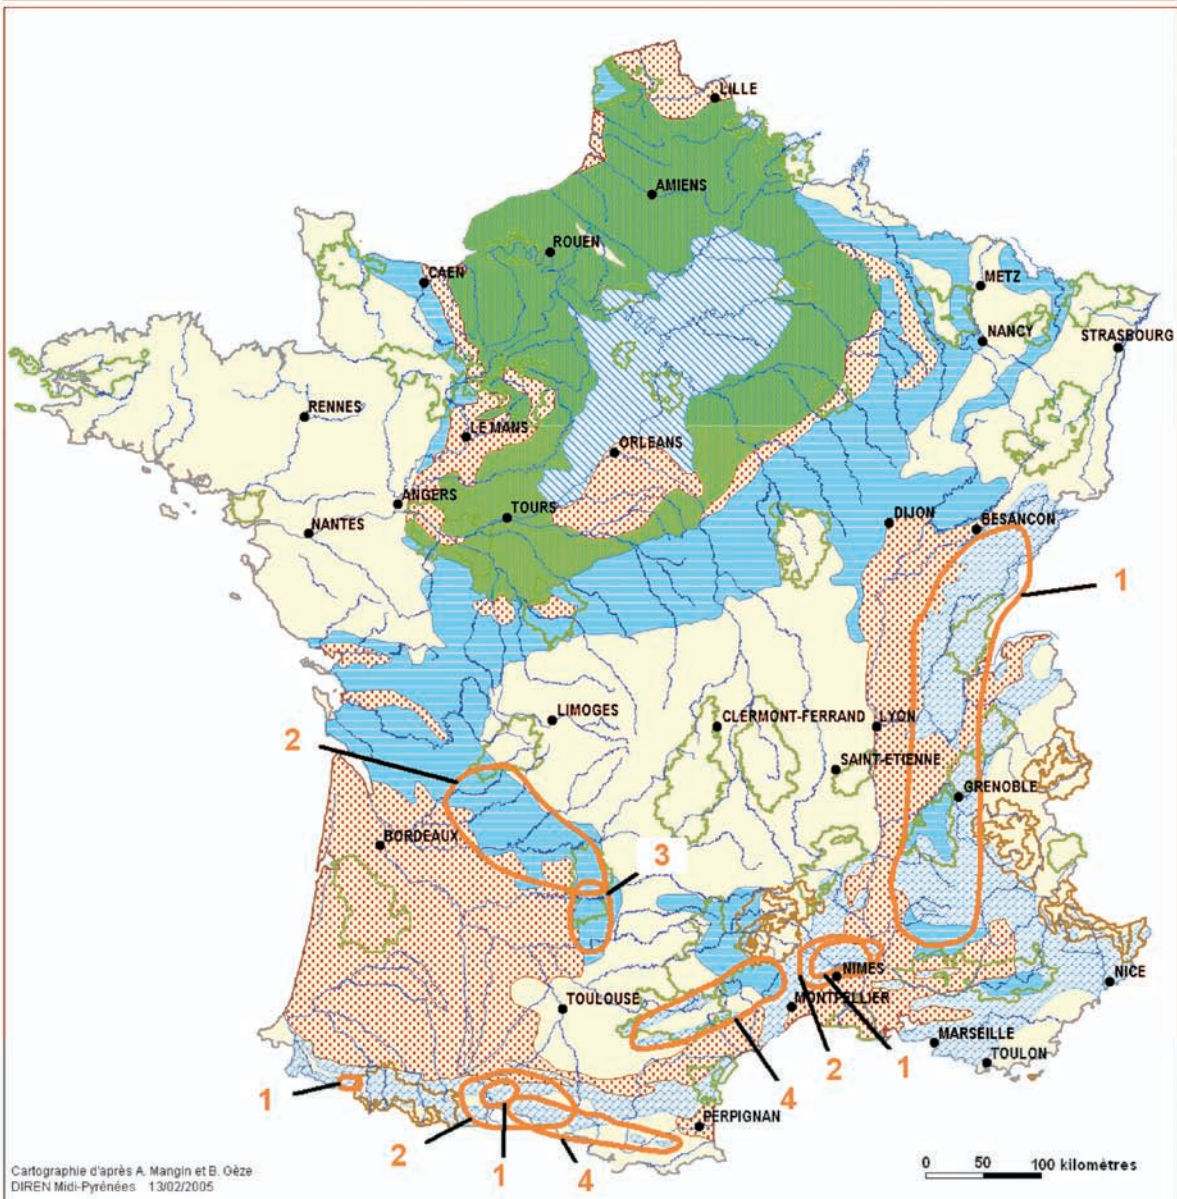 LILLE
AMIENS
ROUEN
CAEN
METZ
NANCY
STRASBOURG
RENNES
LE MANS
ORLEANS
ANGERS
TOURS
NANTES
DIJON
BESANCON
1
LIMOGES
CLERMONT-FERRAND
LYON
2
SAINT-ETIENNE
GRENOBLE
BORDEAUX
3
NIMES
NICE
TOULOUSE
MONTPELLIER
MARSEILLE
TOULON
2
1
1
4
PERPIGNAN
2
1
4
Cartographie d'après A. Mangin et B. Gèze
DIREN Midi-Pyrénées 13/02/2005
0 50 100 kilomètres